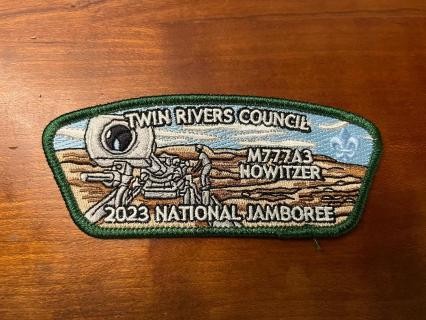 TWIN RIVERS COUNCIL
M777A3
HOWITZER
2023 NATIONAL JAMBOREE